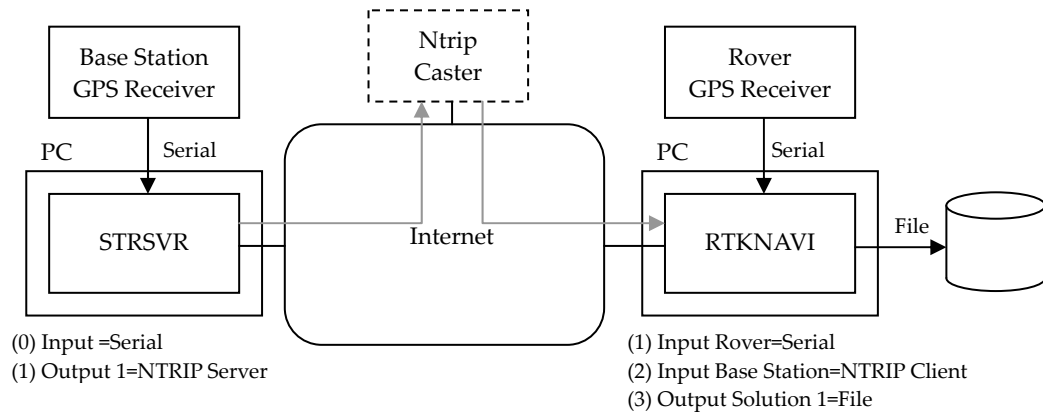 Base Station
GPS Receiver
Ntrip
Caster
Rover
GPS Receiver
PC
Serial
PC
Serial
STRSVR
Internet
RTKNAVI
File
(0) Input =Serial
(1) Output 1=NTRIP Server
(1) Input Rover=Serial
(2) Input Base Station=NTRIP Client
(3) Output Solution 1=File